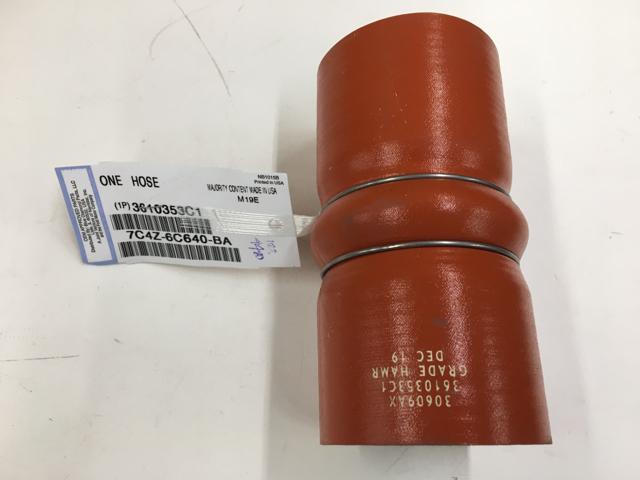 ONE HOSE
NB1015B
Printed in USA
MAJORITY CONTENT MADE IN USA
M19E
(1P) 3610353C1
7C4Z-6C640-BA
30609AX
3610353C1
GRADE HAMR
DEC 19